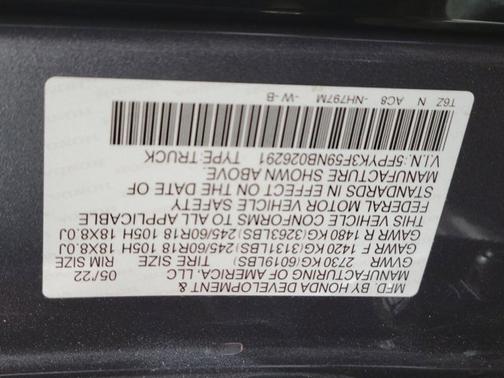 MFD. BY HONDA DEVELOPMENT &
MANUFACTURING OF AMERICA, LLC 05/22
GVWR 2730 KG(6019LBS) TIRE SIZE RIM SIZE
GAWR F 1420 KG(3131LBS)245/60R18 105H 18X8.0J
GAWR R 1480 KG(3263LBS)245/60R18 105H 18X8.0J
THIS VEHICLE CONFORMS TO ALL APPLICABLE
FEDERAL MOTOR VEHICLE SAFETY
STANDARDS IN EFFECT ON THE DATE OF
MANUFACTURE SHOWN ABOVE.
V.I.N.:5FPYK3F59NB026291 TYPE:TRUCK
T6Z N AC8 -NH797M -W-B